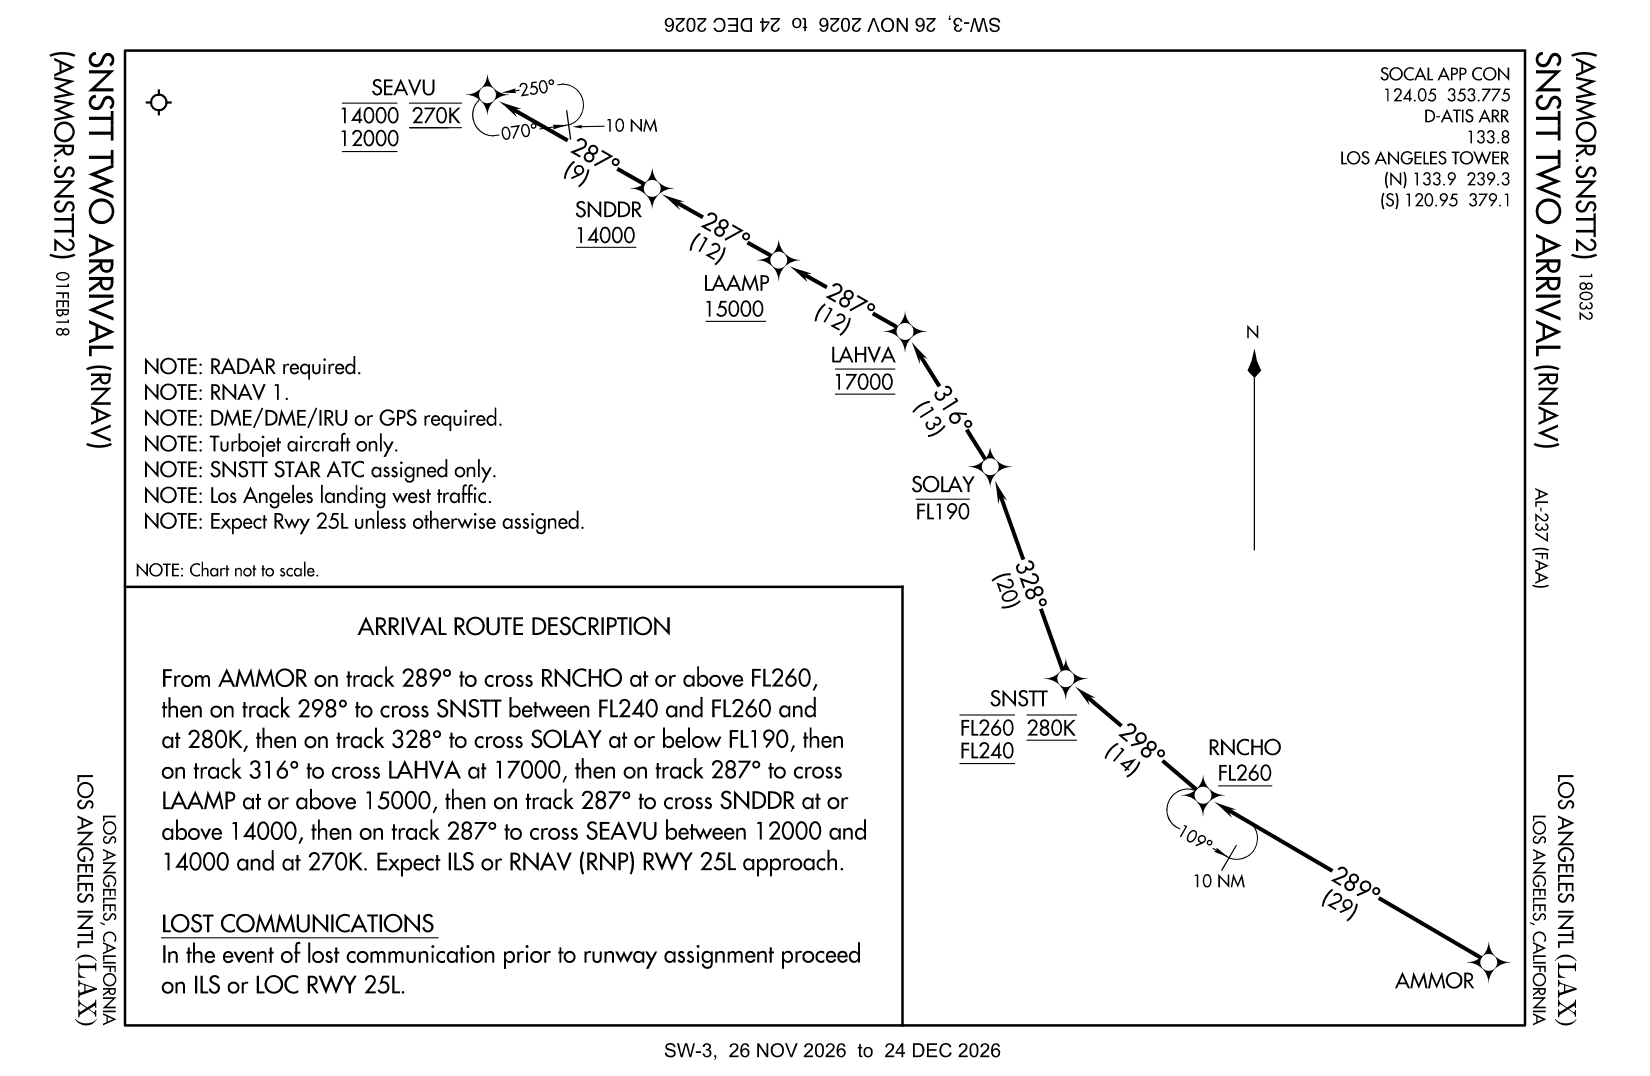 SW-3, 26 NOV 2026 to 24 DEC 2026
SNSTT TWO ARRIVAL (RNAV)
(AMMOR.SNSTT2) 01FEB18
LOS ANGELES, CALIFORNIA
LOS ANGELES INTL (LAX)
(AMMOR.SNSTT2) 18032
SNSTT TWO ARRIVAL (RNAV)
AL-237 (FAA)
LOS ANGELES INTL (LAX)
LOS ANGELES, CALIFORNIA
SOCAL APP CON
124.05 353.775
D-ATIS ARR
133.8
LOS ANGELES TOWER
(N) 133.9 239.3
(S) 120.95 379.1
SEAVU
14000 270K
12000
250°
070°
10 NM
287°
(9)
SNDDR
14000
287°
(12)
LAAMP
15000
287°
(12)
LAHVA
17000
316°
(13)
SOLAY
FL190
328°
(20)
SNSTT
FL260 280K
FL240
298°
(14)
RNCHO
FL260
109°
10 NM
289°
(29)
AMMOR
N
NOTE: RADAR required.
NOTE: RNAV 1.
NOTE: DME/DME/IRU or GPS required.
NOTE: Turbojet aircraft only.
NOTE: SNSTT STAR ATC assigned only.
NOTE: Los Angeles landing west traffic.
NOTE: Expect Rwy 25L unless otherwise assigned.
NOTE: Chart not to scale.
ARRIVAL ROUTE DESCRIPTION
From AMMOR on track 289° to cross RNCHO at or above FL260,
then on track 298° to cross SNSTT between FL240 and FL260 and
at 280K, then on track 328° to cross SOLAY at or below FL190, then
on track 316° to cross LAHVA at 17000, then on track 287° to cross
LAAMP at or above 15000, then on track 287° to cross SNDDR at or
above 14000, then on track 287° to cross SEAVU between 12000 and
14000 and at 270K. Expect ILS or RNAV (RNP) RWY 25L approach.
LOST COMMUNICATIONS
In the event of lost communication prior to runway assignment proceed
on ILS or LOC RWY 25L.
SW-3, 26 NOV 2026 to 24 DEC 2026